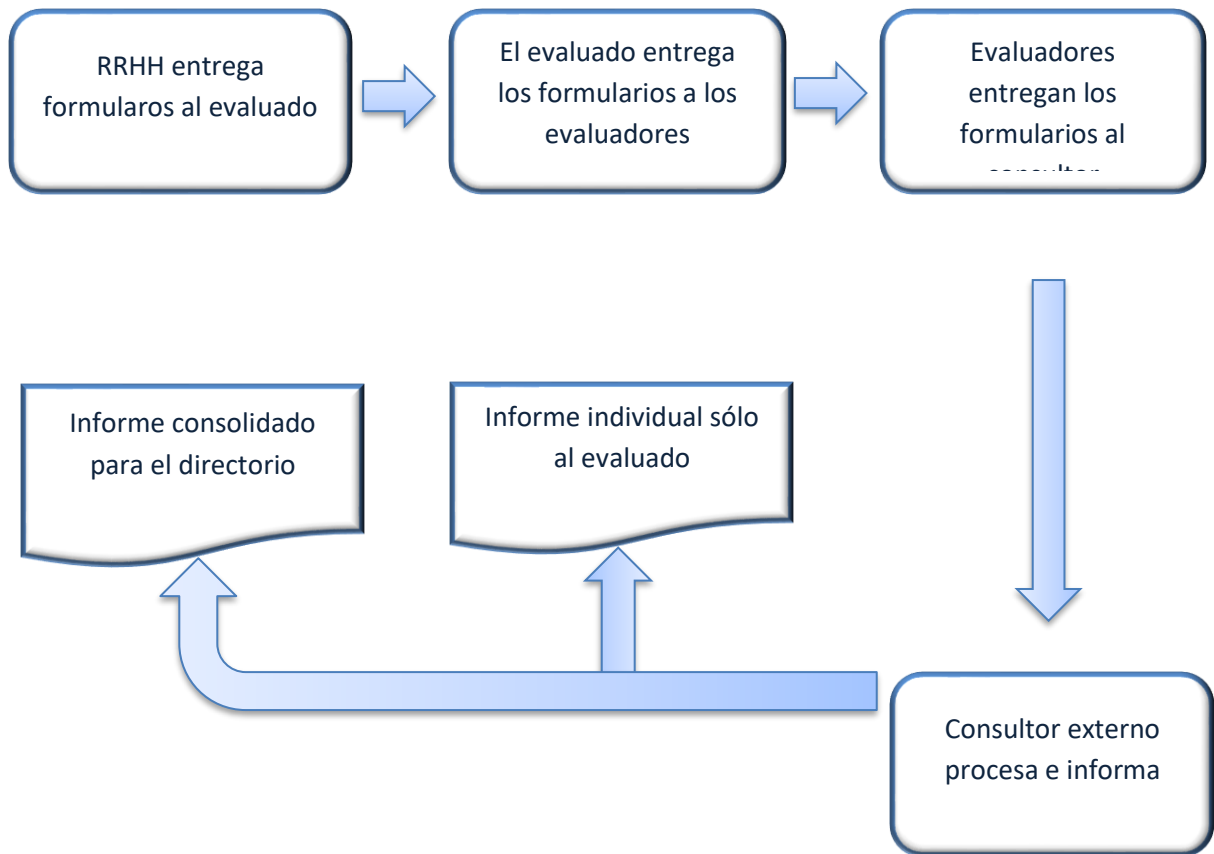 RRHH entrega
formularos al evaluado
El evaluado entrega
los formularios a los
evaluadores
Evaluadores
entregan los
formularios al
Informe consolidado
para el directorio
Informe individual sólo
al evaluado
Consultor externo
procesa e informa